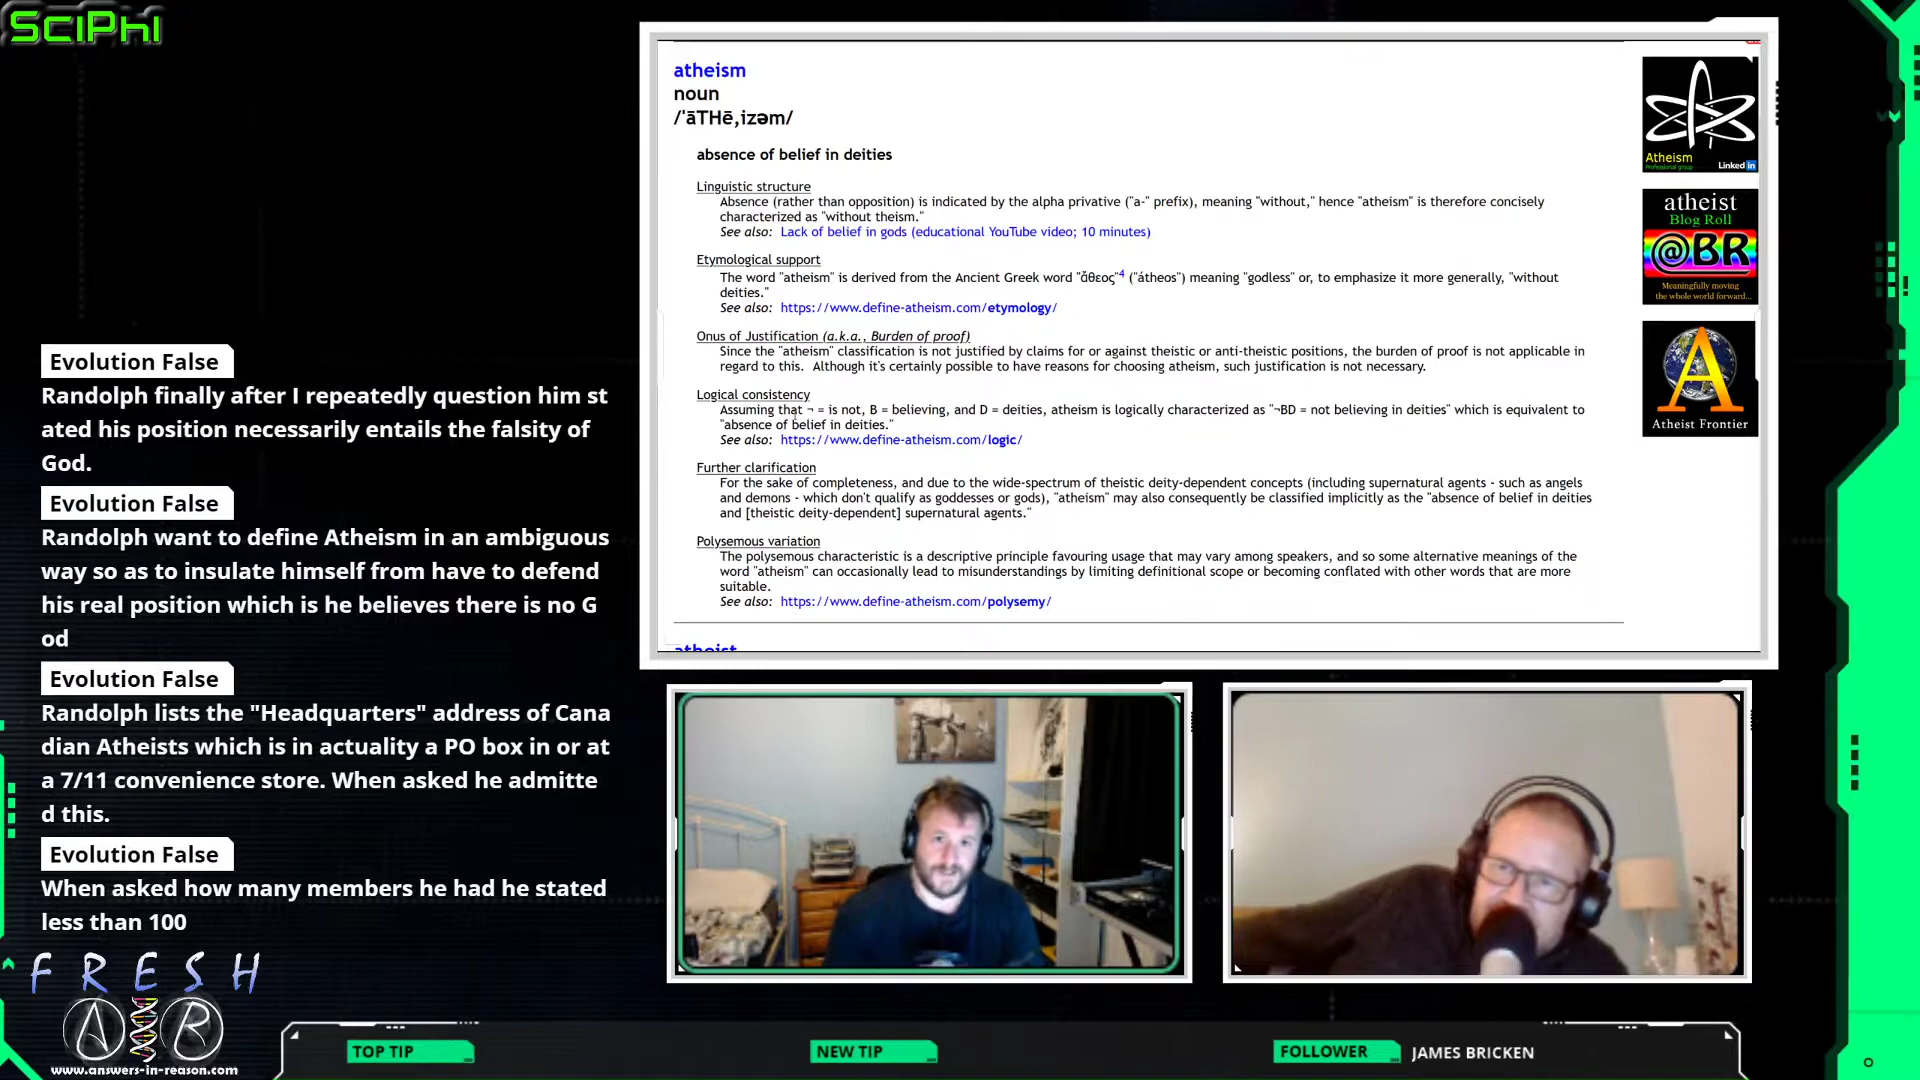 SciPhi
atheism
noun
/ˈāTHēˌizəm/
absence of belief in deities
Linguistic structure
Absence (rather than opposition) is indicated by the alpha privative ("a-" prefix), meaning "without," hence "atheism" is therefore concisely
characterized as "without theism."
See also: Lack of belief in gods (educational YouTube video; 10 minutes)
Etymological support
The word "atheism" is derived from the Ancient Greek word "ἄθεος"4 ("átheos") meaning "godless" or, to emphasize it more generally, "without
deities."
See also: https://www.define-atheism.com/etymology/
Onus of Justification (a.k.a., Burden of proof)
Since the "atheism" classification is not justified by claims for or against theistic or anti-theistic positions, the burden of proof is not applicable in
regard to this. Although it's certainly possible to have reasons for choosing atheism, such justification is not necessary.
Logical consistency
Assuming that ¬ = is not, B = believing, and D = deities, atheism is logically characterized as "¬BD = not believing in deities" which is equivalent to
"absence of belief in deities."
See also: https://www.define-atheism.com/logic/
Further clarification
For the sake of completeness, and due to the wide-spectrum of theistic deity-dependent concepts (including supernatural agents - such as angels
and demons - which don't qualify as goddesses or gods), "atheism" may also consequently be classified implicitly as the "absence of belief in deities
and [theistic deity-dependent] supernatural agents."
Polysemous variation
The polysemous characteristic is a descriptive principle favouring usage that may vary among speakers, and so some alternative meanings of the
word "atheism" can occasionally lead to misunderstandings by limiting definitional scope or becoming conflated with other words that are more
suitable.
See also: https://www.define-atheism.com/polysemy/
atheist
Atheism
Professional group
Linked in
atheist
Blog Roll
@BR
Meaningfully moving
the whole world forward...
A
Atheist Frontier
Evolution False
Randolph finally after I repeatedly question him st
ated his position necessarily entails the falsity of
God.
Evolution False
Randolph want to define Atheism in an ambiguous
way so as to insulate himself from have to defend
his real position which is he believes there is no G
od
Evolution False
Randolph lists the "Headquarters" address of Cana
dian Atheists which is in actuality a PO box in or at
a 7/11 convenience store. When asked he admitte
d this.
Evolution False
When asked how many members he had he stated
less than 100
FRESH
A R
www.answers-in-reason.com
TOP TIP
NEW TIP
FOLLOWER
JAMES BRICKEN